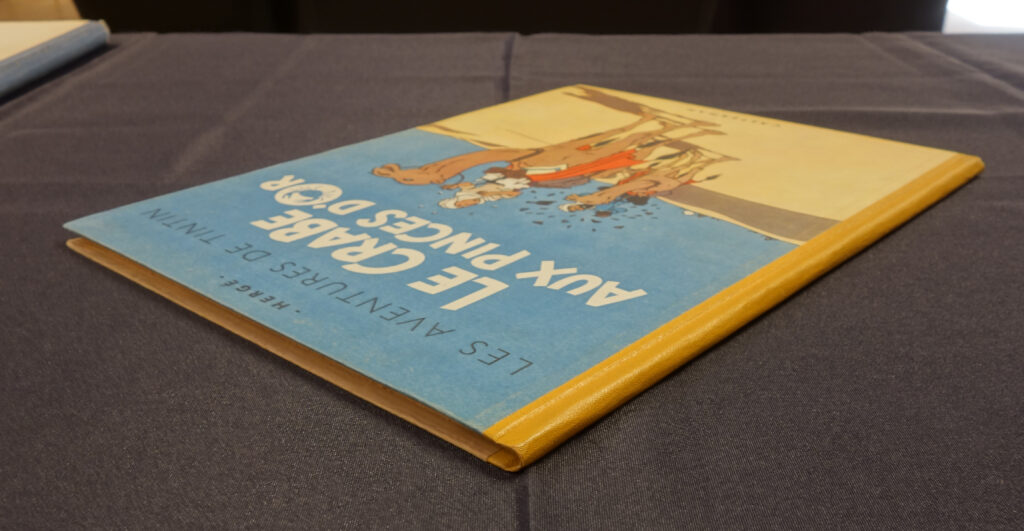 LES AVENTURES DE TINTIN
• HERGÉ •
LE CRABE
AUX PINCES D'OR